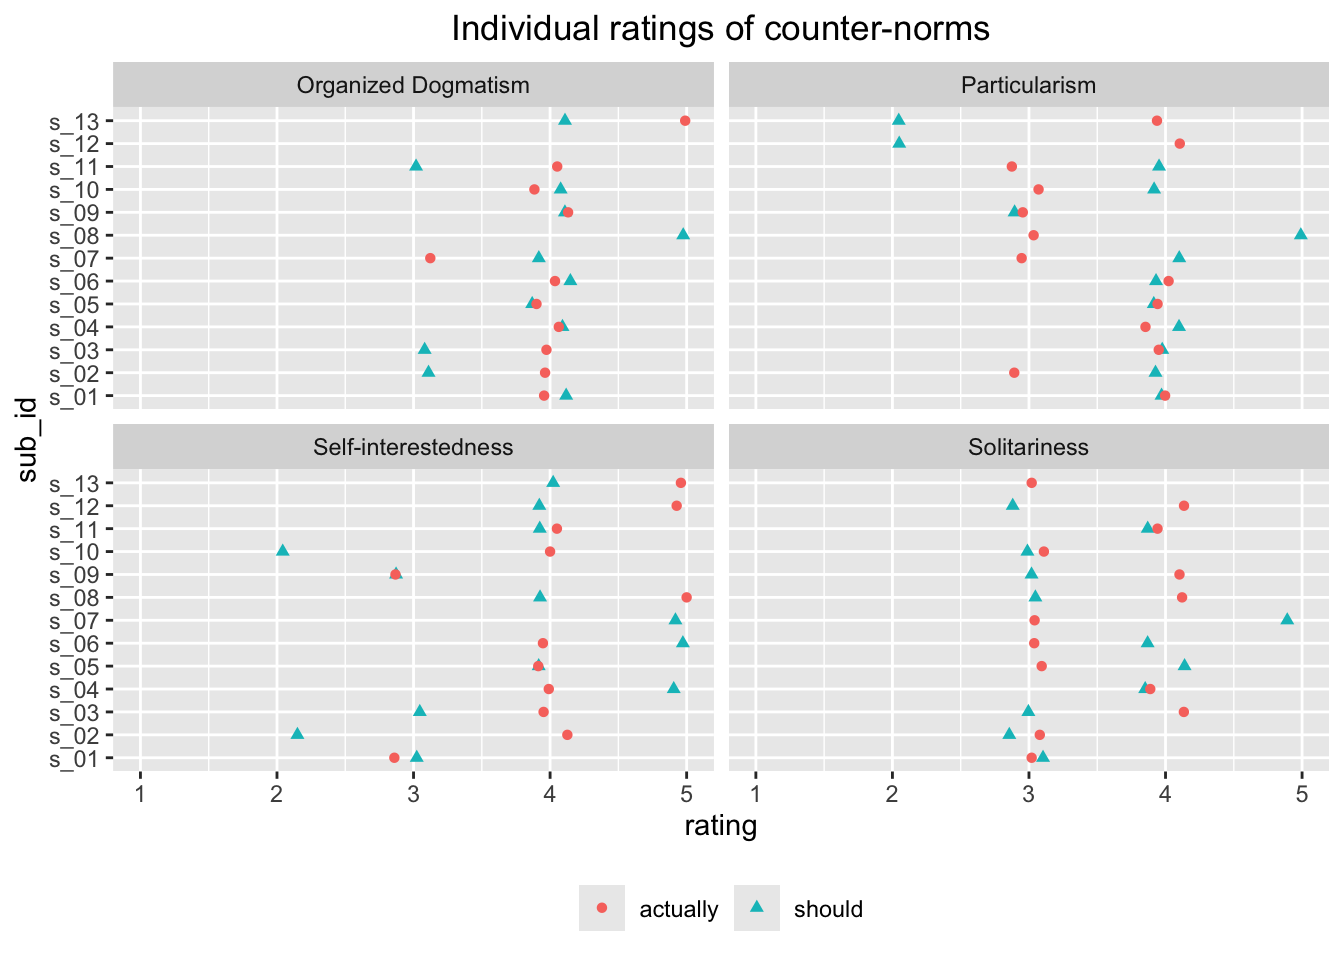 Individual ratings of counter-norms
Organized Dogmatism
Particularism
s_13
s_12
s_11
s_10
s_09
s_08
s_07
s_06
s_05
s_04
s_03
s_02
s_01
sub_id
Self-interestedness
Solitariness
s_13
s_12
s_11
s_10
s_09
s_08
s_07
s_06
s_05
s_04
s_03
s_02
s_01
1 2 3 4 5 1 2 3 4 5
rating
actually should